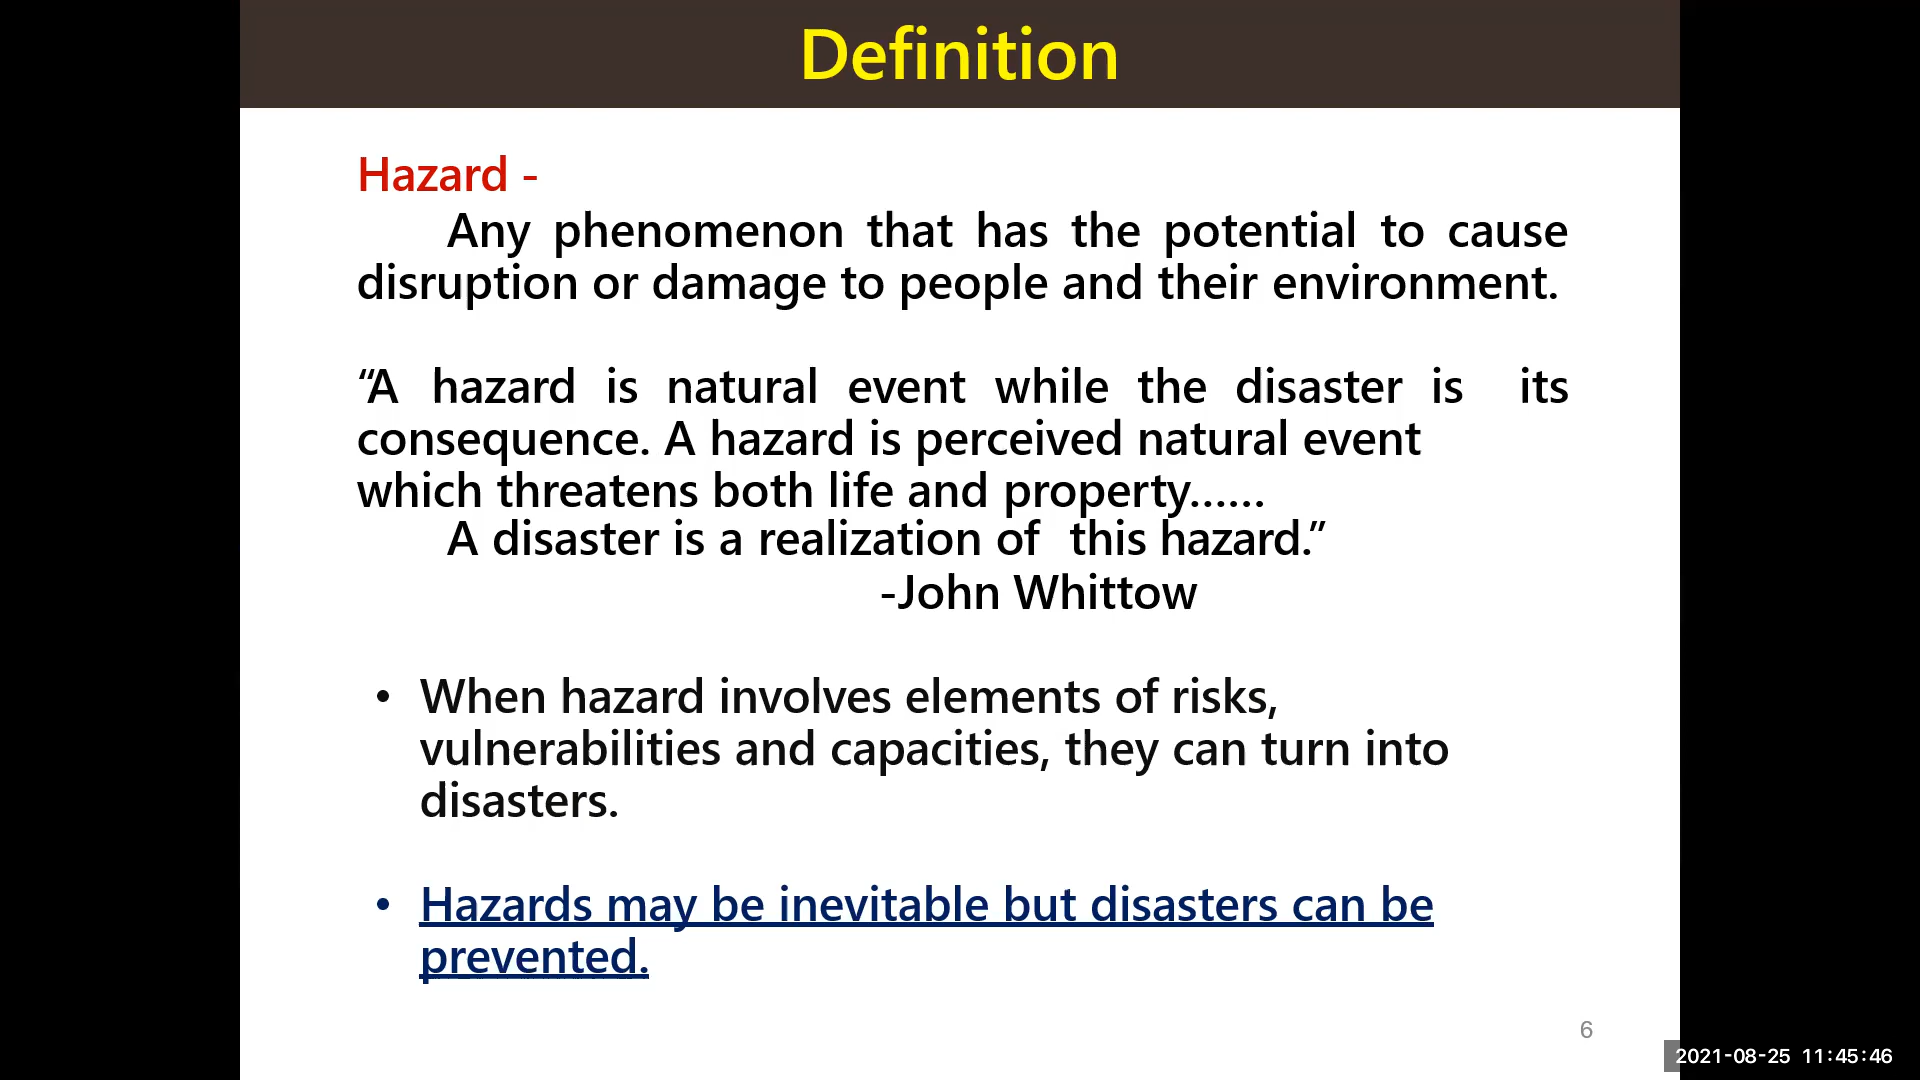 Definition
Hazard -
Any phenomenon that has the potential to cause
disruption or damage to people and their environment.
“A hazard is natural event while the disaster is its
consequence. A hazard is perceived natural event
which threatens both life and property......
A disaster is a realization of this hazard.”
-John Whittow
• When hazard involves elements of risks,
vulnerabilities and capacities, they can turn into
disasters.
• Hazards may be inevitable but disasters can be
prevented.
6
2021-08-25 11:45:46